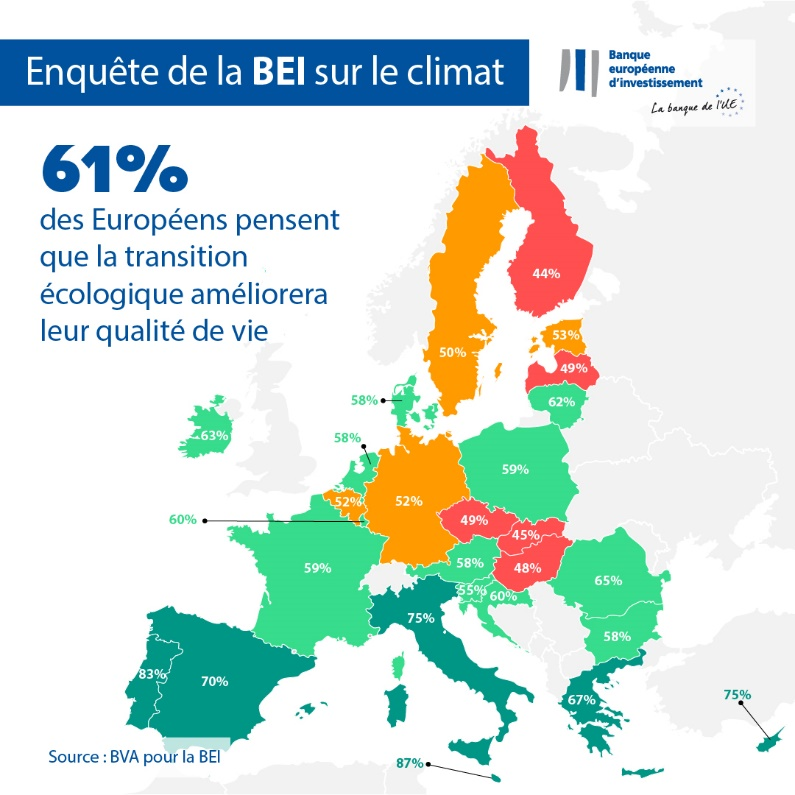 Enquête de la BEI sur le climat
Banque
européenne
d'investissement
La banque de l'UE
61%
des Européens pensent
que la transition
écologique améliorera
leur qualité de vie
44%
50%
53%
49%
62%
58%
63%
58%
59%
52%
52%
60%
49%
45%
59%
58%
48%
55%
60%
65%
75%
58%
83%
70%
67%
75%
87%
Source : BVA pour la BEI